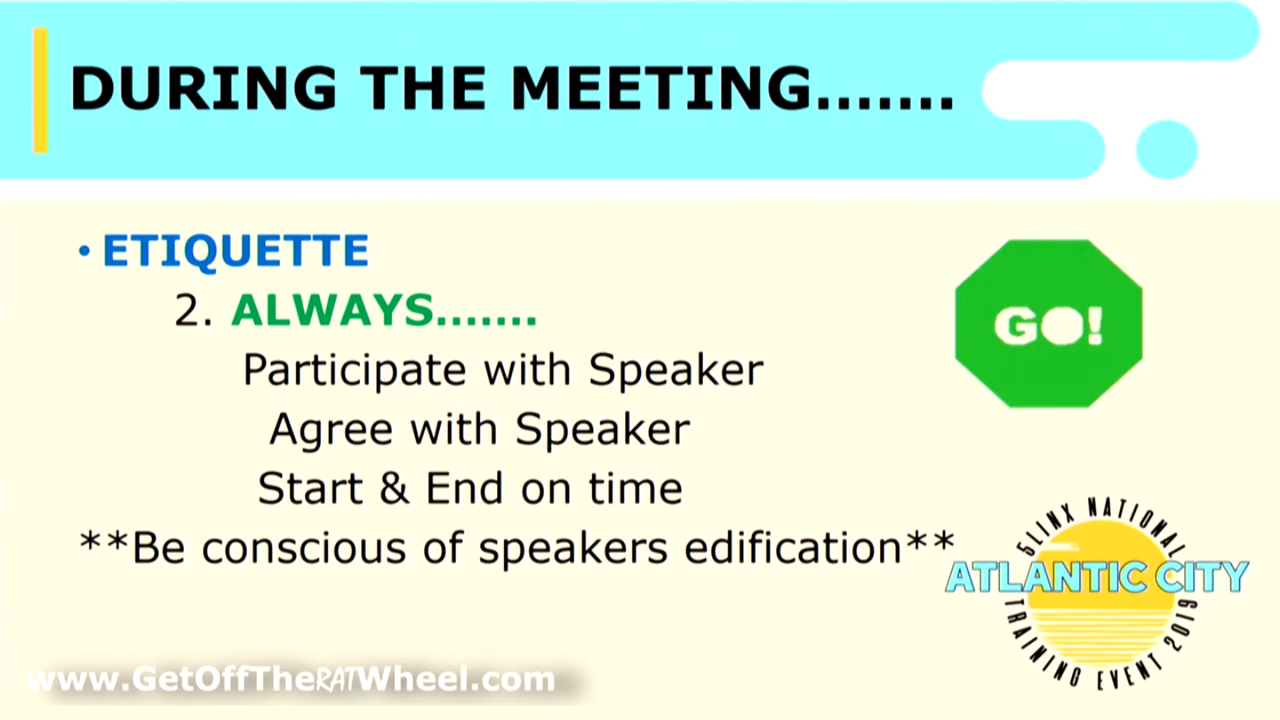 DURING THE MEETING.......
• ETIQUETTE
2. ALWAYS.......
Participate with Speaker
Agree with Speaker
Start & End on time
**Be conscious of speakers edification**
GO!
5LINX NATIONAL
ATLANTIC CITY
TRAINING EVENT 2019
www.GetOffTheRATWheel.com